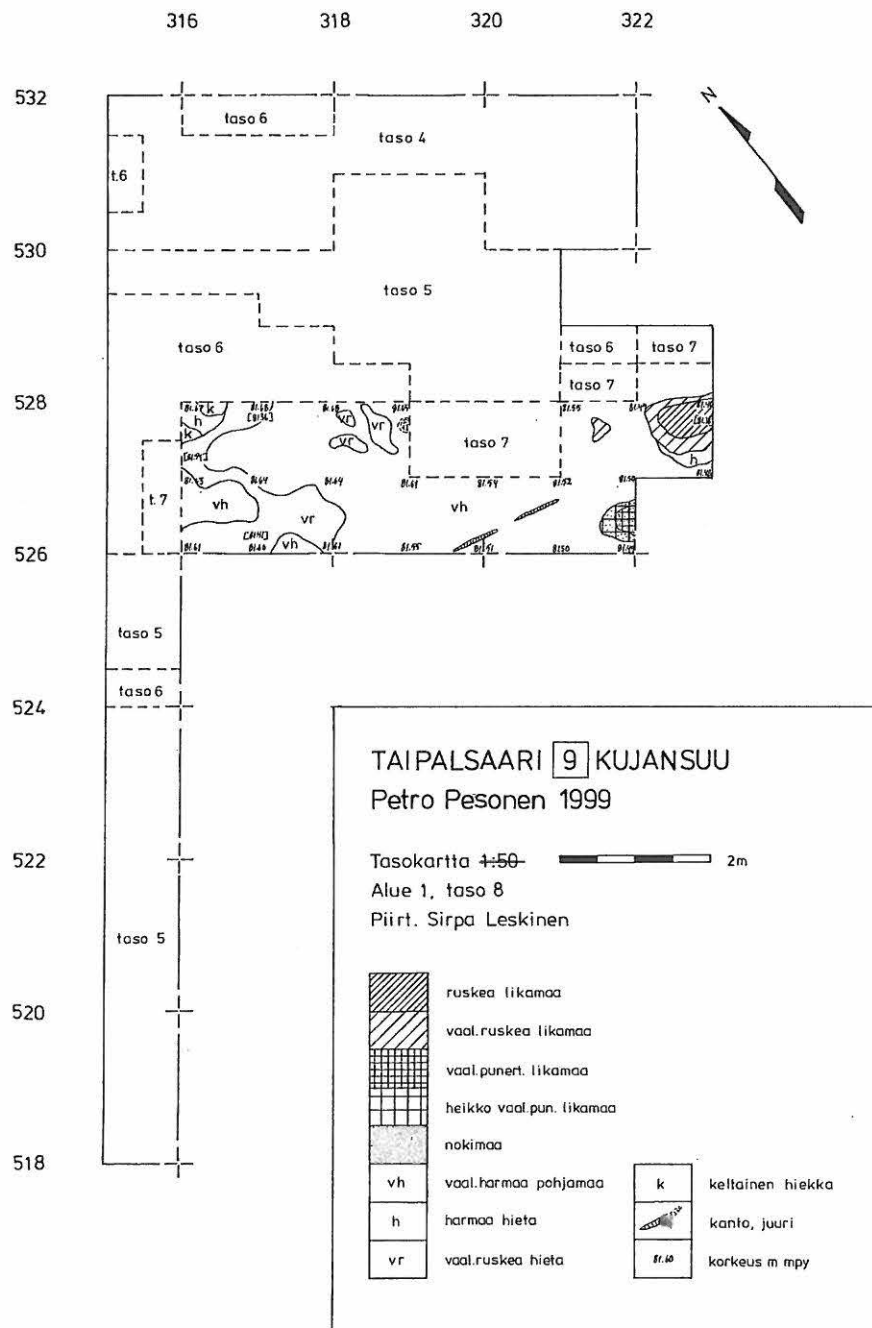 316 318 320 322
N
532
taso 6
taso 4
t.6
530
taso 5
taso 6
taso 6 taso 7
taso 7
528
k
h
k
vr
vr
vr
taso 7
h
t.7
vh
vr
vh
vh
526
taso 5
taso 6
524
522
taso 5
520
518
TAIPALSAARI 9 KUJANSUU
Petro Pesonen 1999
Tasokartta 1:50 2m
Alue 1, taso 8
Piirt. Sirpa Leskinen
ruskea likamaa
vaal.ruskea likamaa
vaal.punert. likamaa
heikko vaal.pun. likamaa
nokimaa
vh vaal.harmaa pohjamaa
h harmaa hieta
vr vaal.ruskea hieta
k keltainen hiekka
kanto, juuri
81.60 korkeus m mpy